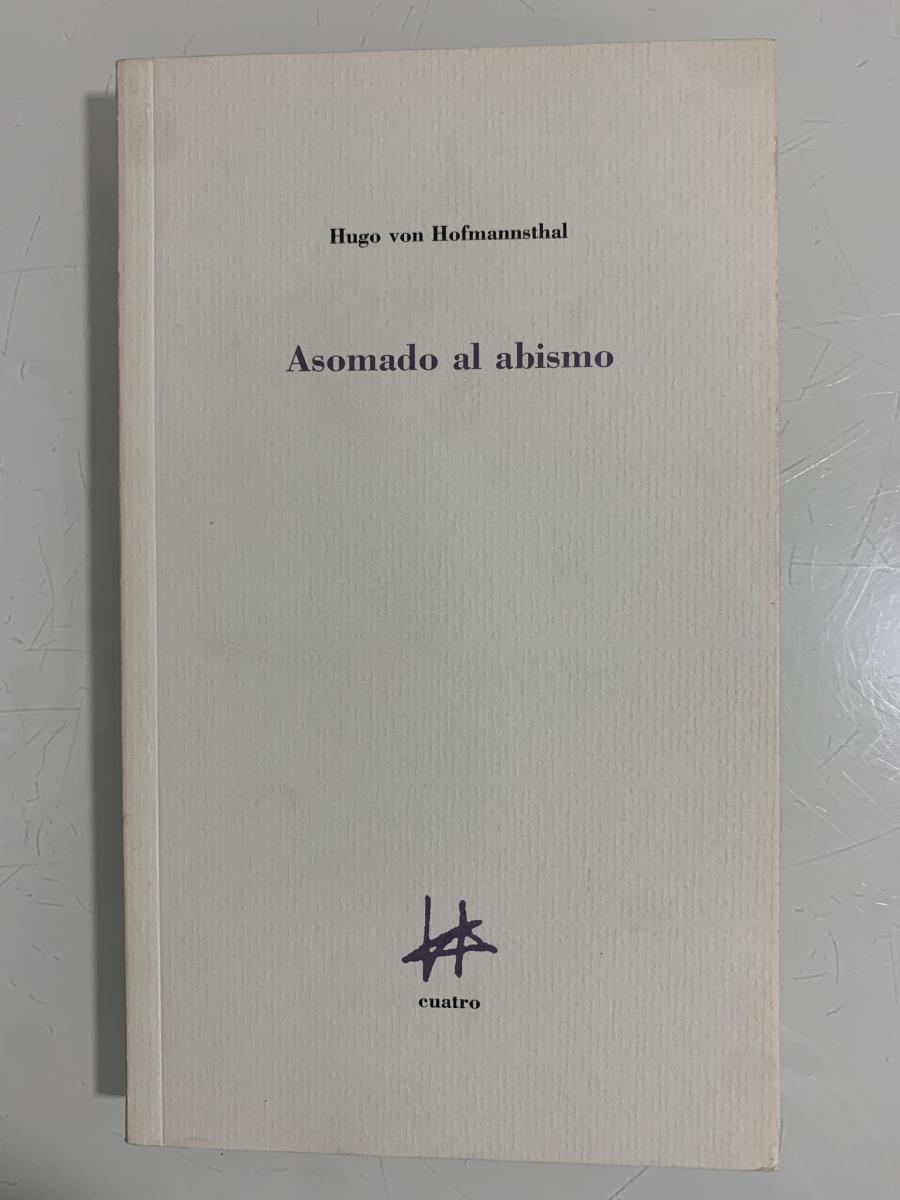 Hugo von Hofmannsthal
Asomado al abismo
cuatro